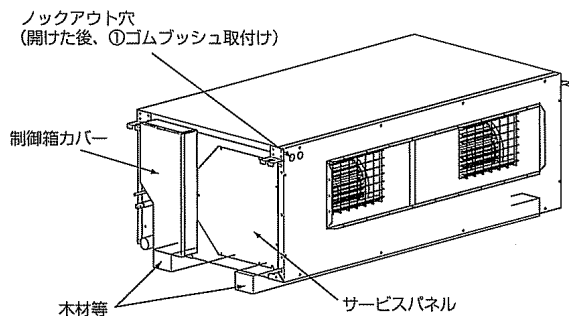 ノックアウト穴
(開けた後、①ゴムブッシュ取付け)
制御箱カバー
木材等
サービスパネル